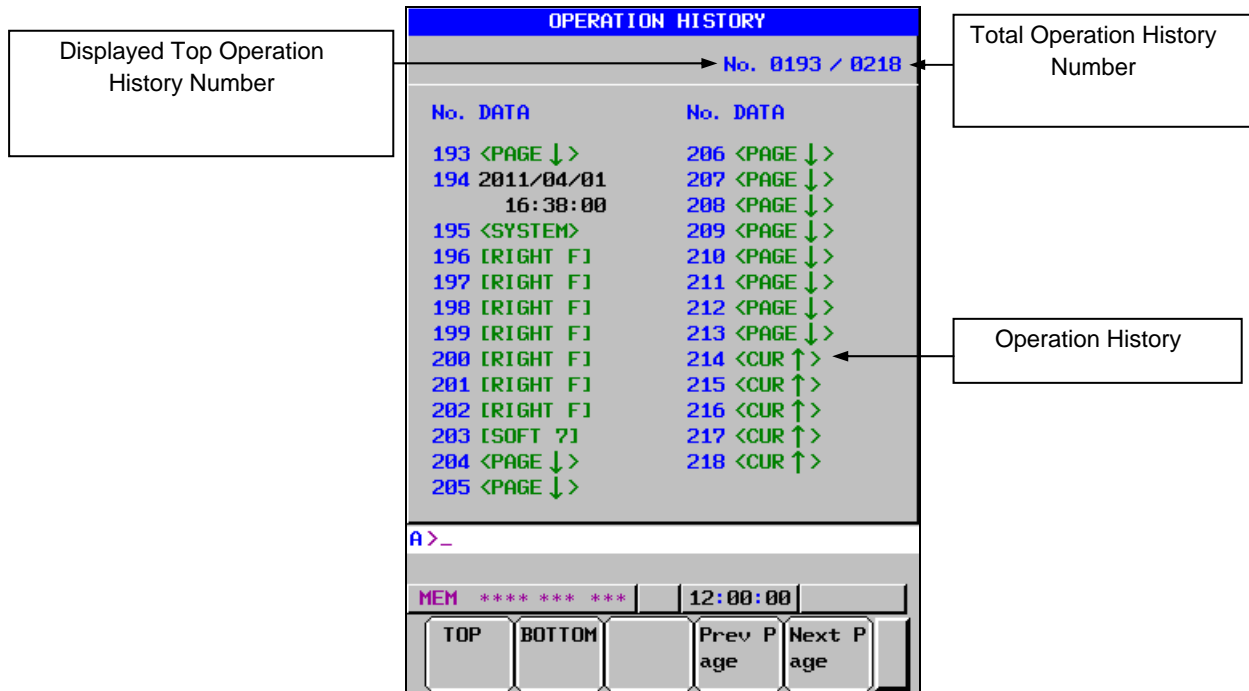 OPERATION HISTORY
Displayed Top Operation
History Number
No. 0193 / 0218
Total Operation History
Number
No. DATA
193 <PAGE↓>
194 2011/04/01
16:38:00
195 <SYSTEM>
196 [RIGHT F]
197 [RIGHT F]
198 [RIGHT F]
199 [RIGHT F]
200 [RIGHT F]
201 [RIGHT F]
202 [RIGHT F]
203 [SOFT 7]
204 <PAGE↓>
205 <PAGE↓>
No. DATA
206 <PAGE↓>
207 <PAGE↓>
208 <PAGE↓>
209 <PAGE↓>
210 <PAGE↓>
211 <PAGE↓>
212 <PAGE↓>
213 <PAGE↓>
214 <CUR↑>
215 <CUR↑>
216 <CUR↑>
217 <CUR↑>
218 <CUR↑>
Operation History
A>_
MEM **** *** ***
12:00:00
TOP
BOTTOM
Prev P
age
Next P
age